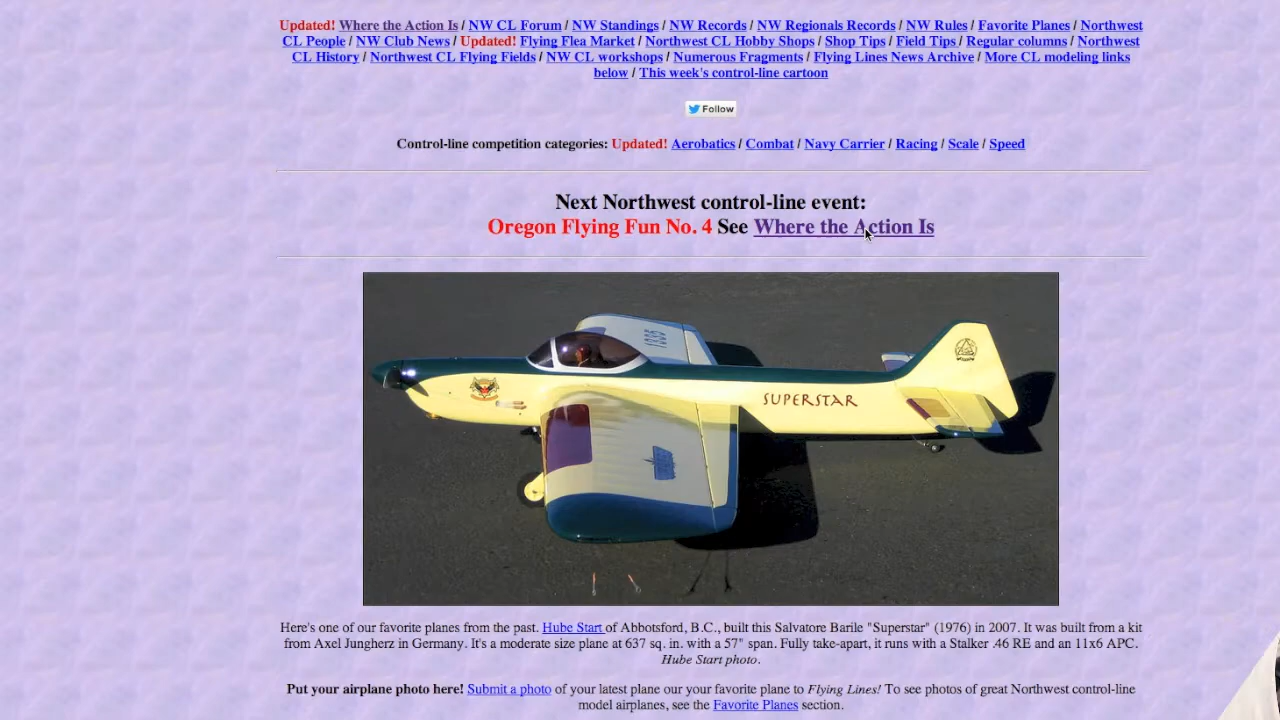 Updated! Where the Action Is / NW CL Forum / NW Standings / NW Records / NW Regionals Records / NW Rules / Favorite Planes / Northwest
CL People / NW Club News / Updated! Flying Flea Market / Northwest CL Hobby Shops / Shop Tips / Field Tips / Regular columns / Northwest
CL History / Northwest CL Flying Fields / NW CL workshops / Numerous Fragments / Flying Lines News Archive / More CL modeling links
below / This week's control-line cartoon
Follow
Control-line competition categories: Updated! Aerobatics / Combat / Navy Carrier / Racing / Scale / Speed
Next Northwest control-line event:
Oregon Flying Fun No. 4 See Where the Action Is
SUPERSTAR
Here's one of our favorite planes from the past. Hube Start of Abbotsford, B.C., built this Salvatore Barile "Superstar" (1976) in 2007. It was built from a kit
from Axel Jungherz in Germany. It's a moderate size plane at 637 sq. in. with a 57" span. Fully take-apart, it runs with a Stalker .46 RE and an 11x6 APC.
Hube Start photo.
Put your airplane photo here! Submit a photo of your latest plane our your favorite plane to Flying Lines! To see photos of great Northwest control-line
model airplanes, see the Favorite Planes section.